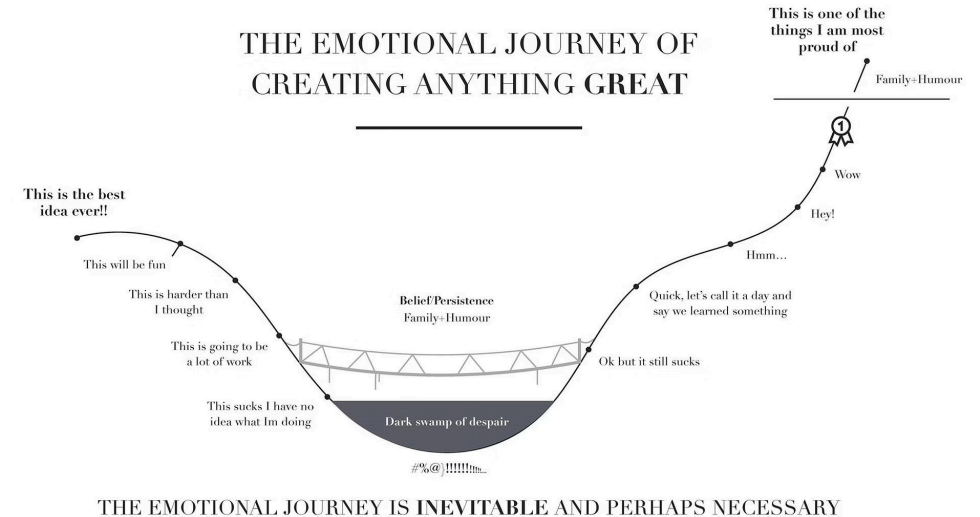 THE EMOTIONAL JOURNEY OF
CREATING ANYTHING GREAT
This is one of the
things I am most
proud of
Family+Humour
1
Wow
Hey!
Hmm...
This is the best
idea ever!!
This will be fun
This is harder than
I thought
This is going to be
a lot of work
This sucks I have no
idea what Im doing
Belief/Persistence
Family+Humour
Dark swamp of despair
#%@}!!!!!!!!!!!!...
Quick, let's call it a day and
say we learned something
Ok but it still sucks
THE EMOTIONAL JOURNEY IS INEVITABLE AND PERHAPS NECESSARY